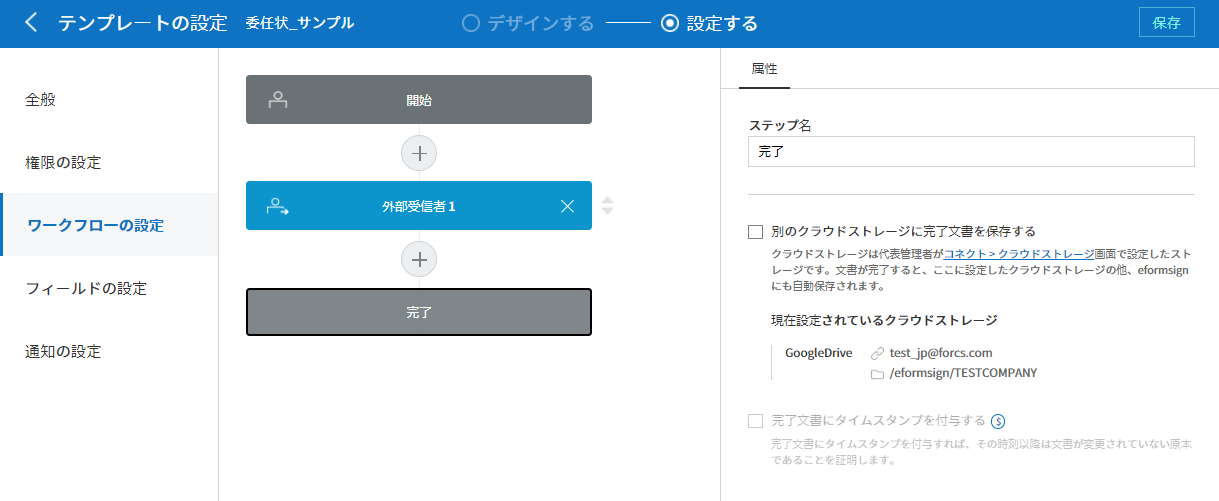 テンプレートの設定 委任状_サンプル デザインする 設定する 保存
全般
権限の設定
ワークフローの設定
フィールドの設定
通知の設定
開始
外部受信者 1
完了
属性
ステップ名
完了
別のクラウドストレージに完了文書を保存する
クラウドストレージは代表管理者がコネクト > クラウドストレージ画面で設定したスト
レージです。文書が完了すると、ここに設定したクラウドストレージの他、eformsign
にも自動保存されます。
現在設定されているクラウドストレージ
GoogleDrive test_jp@forcs.com
/eformsign/TESTCOMPANY
完了文書にタイムスタンプを付与する $
完了文書にタイムスタンプを付与すれば、その時刻以降は文書が変更されていない原本
であることを証明します。